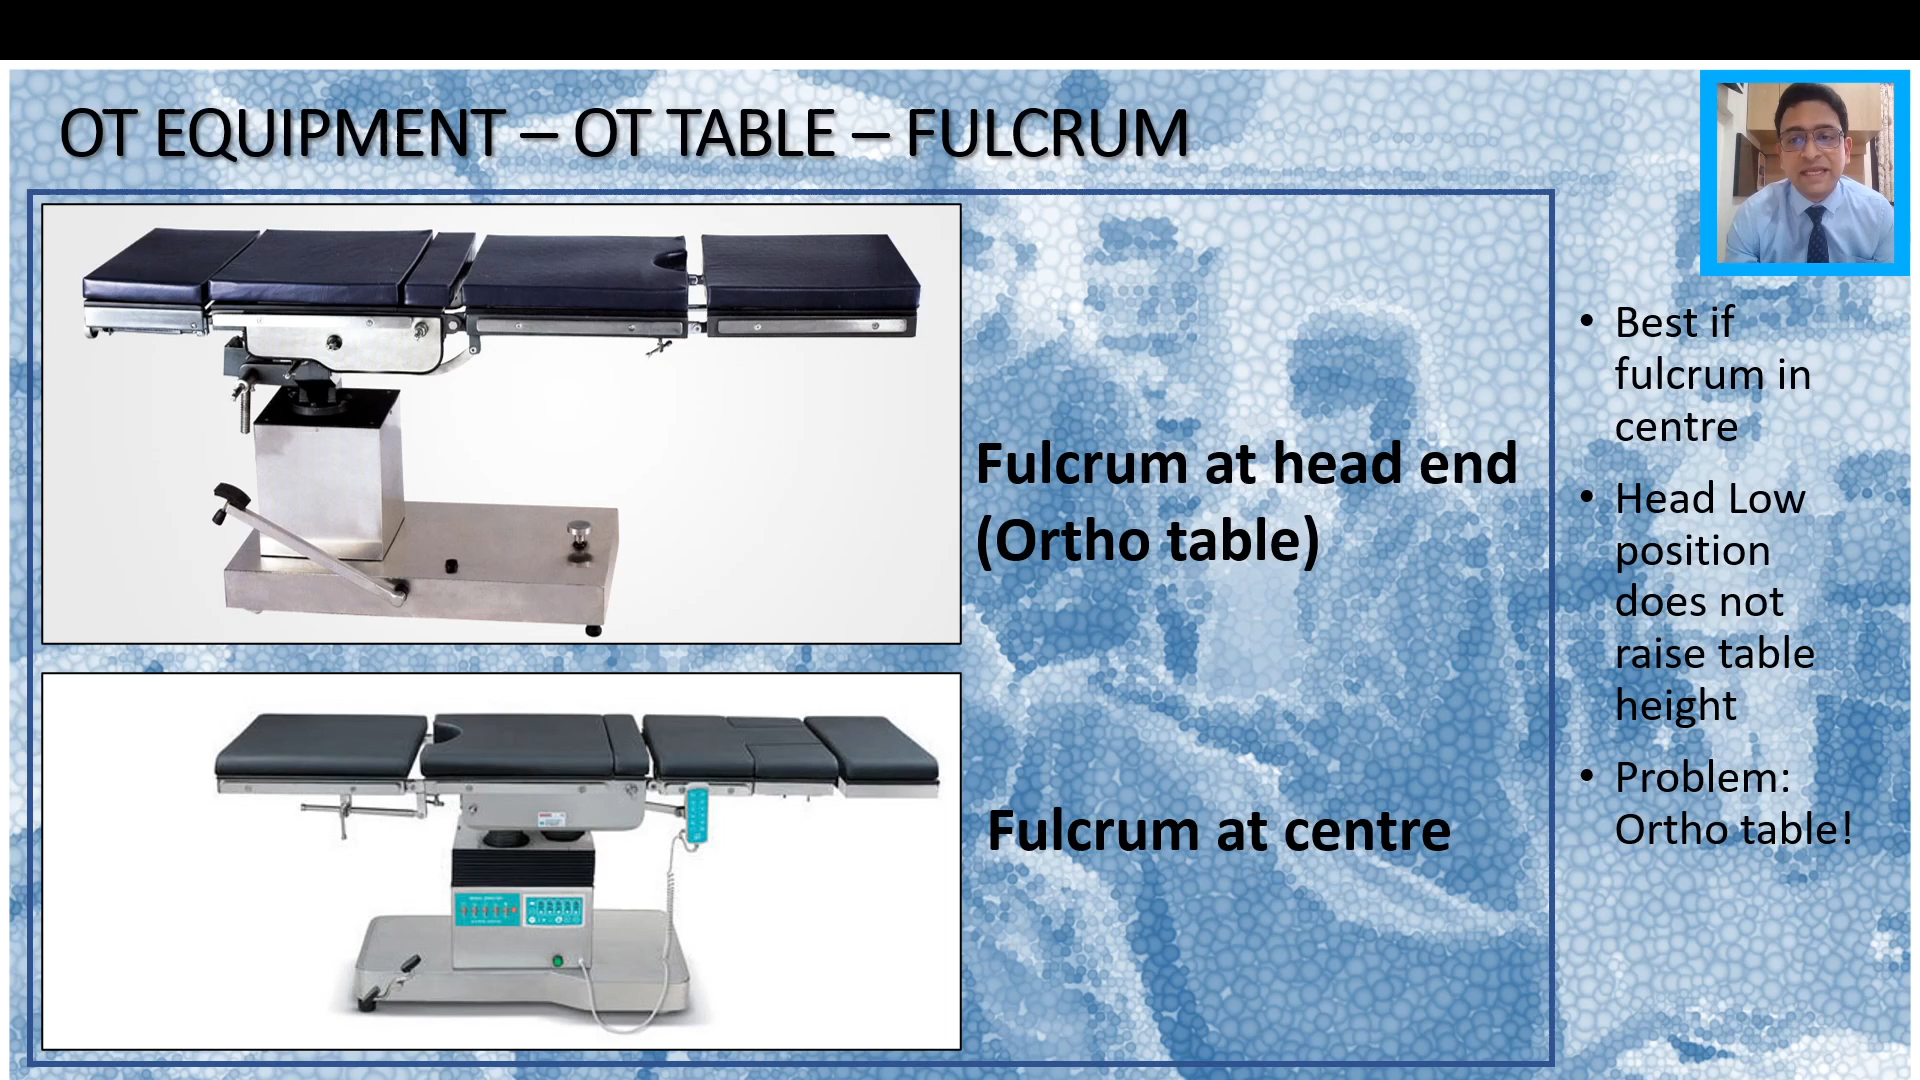 OT EQUIPMENT – OT TABLE – FULCRUM
Fulcrum at head end
(Ortho table)
Fulcrum at centre
• Best if
fulcrum in
centre
• Head Low
position
does not
raise table
height
• Problem:
Ortho table!